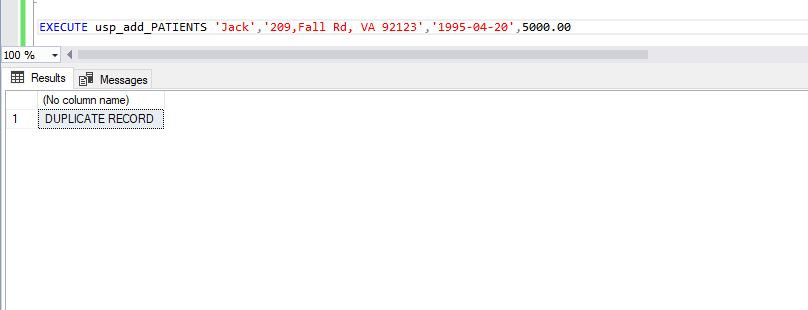 EXECUTE usp_add_PATIENTS 'Jack','209,Fall Rd, VA 92123','1995-04-20',5000.00
100 %
Results Messages
(No column name)
1 DUPLICATE RECORD